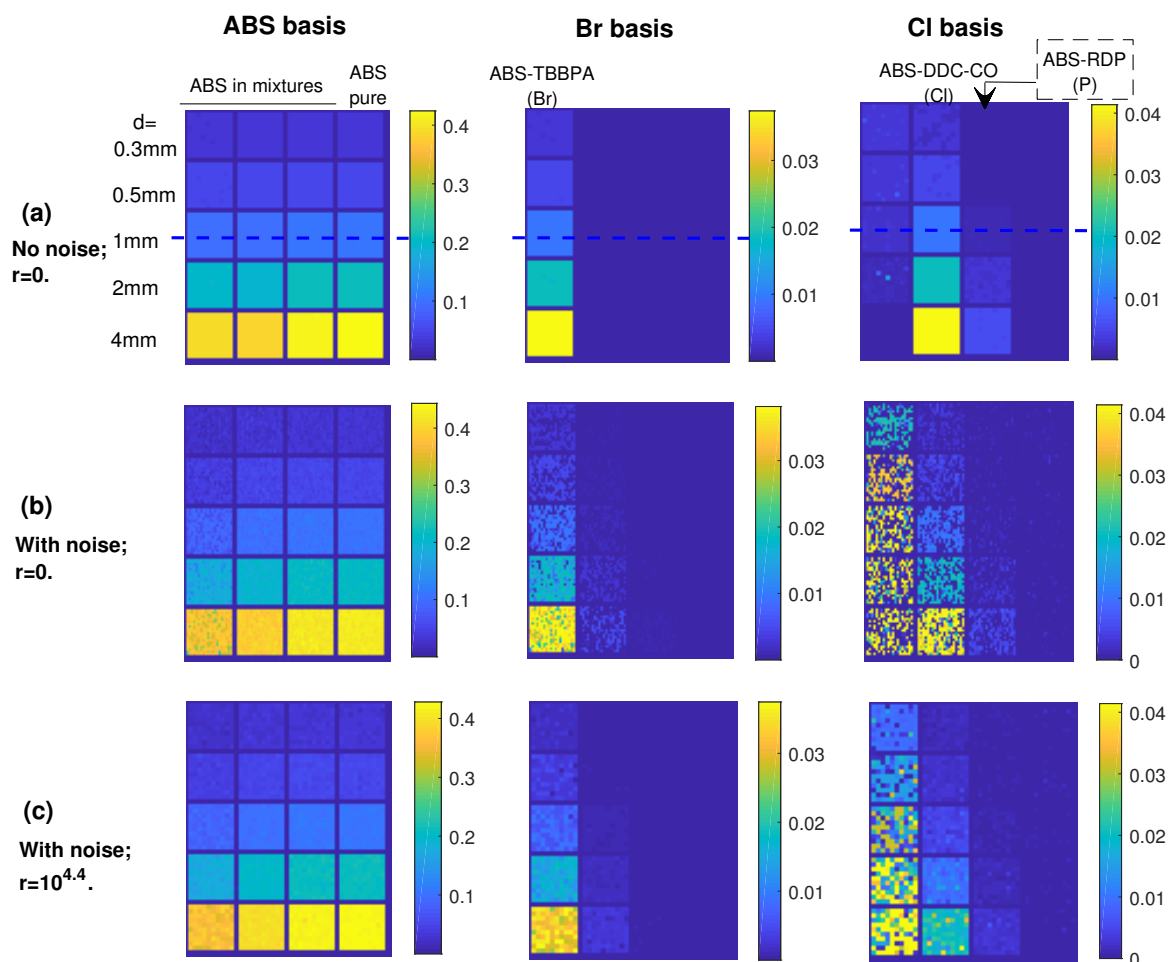 ABS basis
Br basis
Cl basis
ABS in mixtures
ABS
pure
ABS-TBBPA
(Br)
ABS-DDC-CO
(Cl)
ABS-RDP
(P)
d=
0.3mm
0.5mm
1mm
2mm
4mm
(a)
No noise;
r=0.
0.4
0.3
0.2
0.1
0.03
0.02
0.01
0.04
0.03
0.02
0.01
(b)
With noise;
r=0.
0.4
0.3
0.2
0.1
0.03
0.02
0.01
0.04
0.03
0.02
0.01
0
(c)
With noise;
r=10^4.4.
0.4
0.3
0.2
0.1
0.03
0.02
0.01
0.04
0.03
0.02
0.01
0